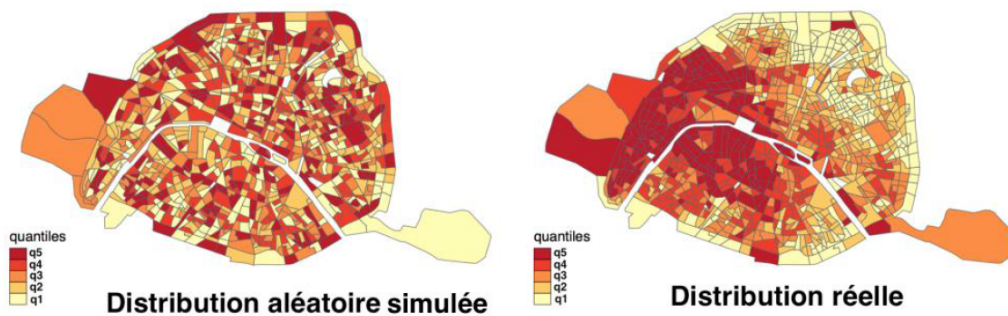 quantiles
q5
q4
q3
q2
q1
Distribution aléatoire simulée
quantiles
q5
q4
q3
q2
q1
Distribution réelle